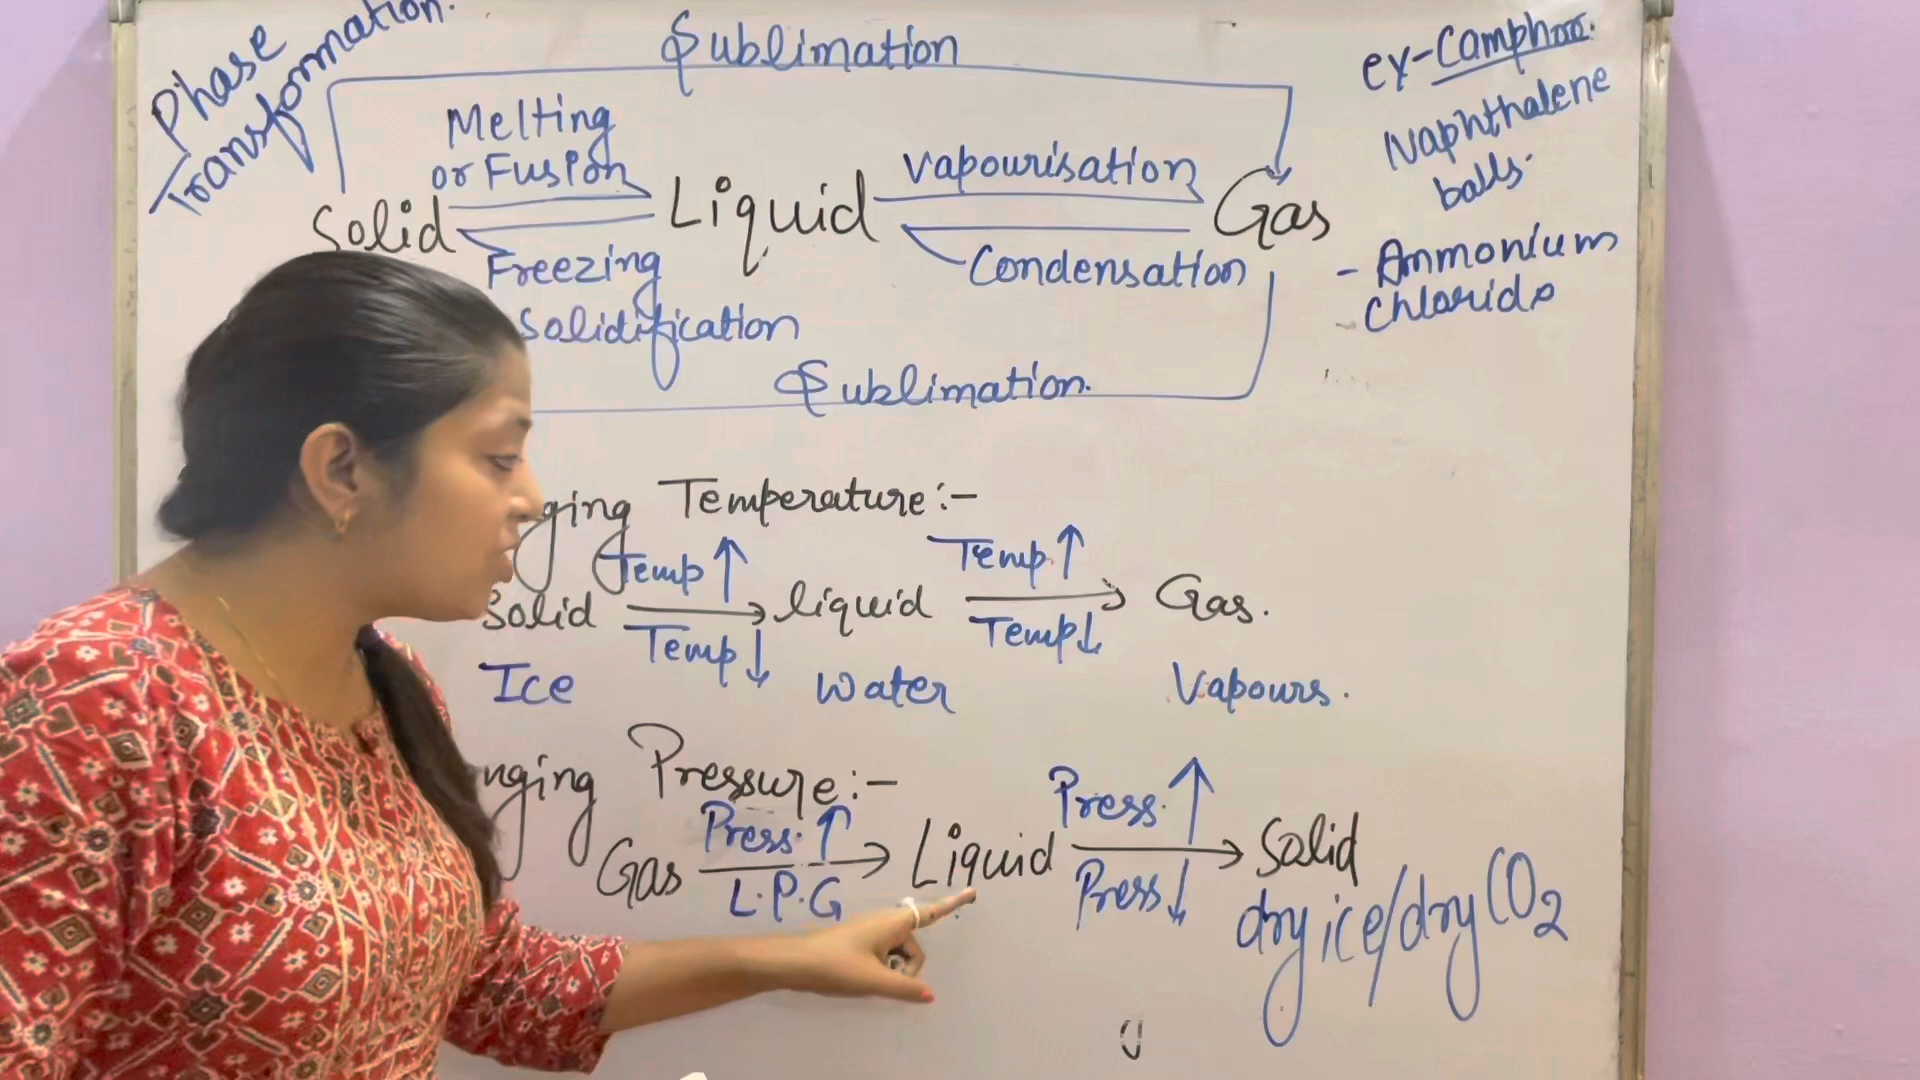 Phase
Transformation.
Sublimation
Melting
or Fusion
Vapourisation
Solid
Liquid
Gas
Freezing
Solidification
Condensation
Sublimation.
ex-Camphor.
Naphthalene
balls.
- Ammonium
Chloride
ging Temperature:-
Temp↑ Temp↑
Solid → liquid → Gas.
Temp↓ Temp↓
Ice Water Vapours.
nging Pressure:-
Press.↑ Press.↑
Gas → Liquid → Solid
L.P.G Press↓
dry ice/dry CO2